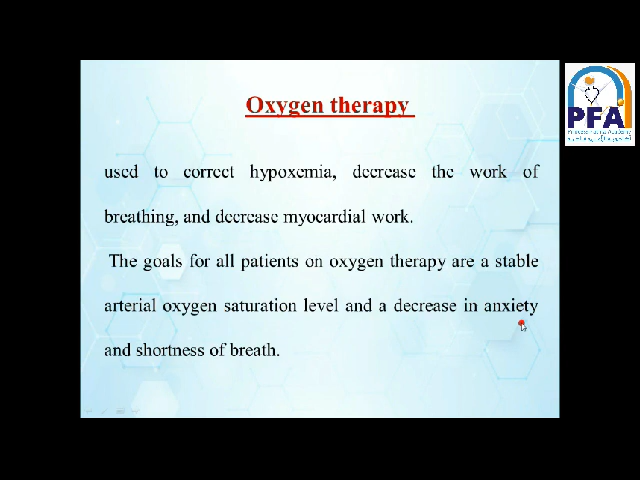 Oxygen therapy
PFA
used to correct hypoxemia, decrease the work of
breathing, and decrease myocardial work.
The goals for all patients on oxygen therapy are a stable
arterial oxygen saturation level and a decrease in anxiety
and shortness of breath.